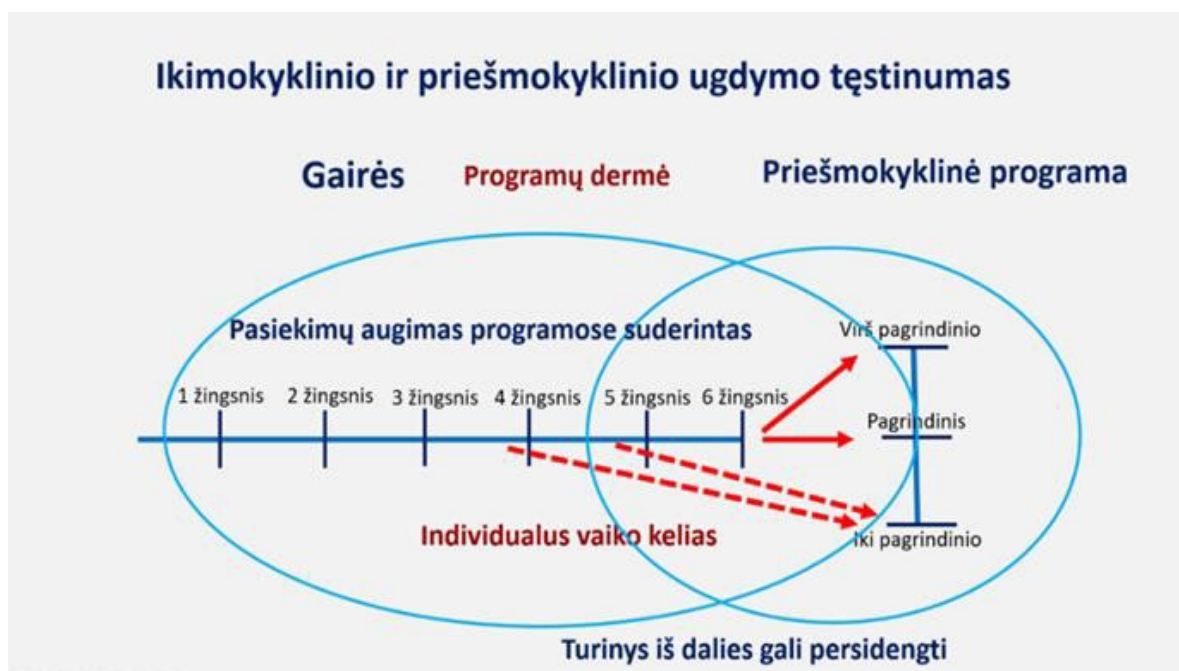 Ikimokyklinio ir priešmokyklinio ugdymo tęstinumas
Gairės
Programų dermė
Priešmokyklinė programa
Pasiekimų augimas programose suderintas
Virš pagrindinio
1 žingsnis
2 žingsnis
3 žingsnis
4 žingsnis
5 žingsnis
6 žingsnis
Pagrindinis
Individualus vaiko kelias
Iki pagrindinio
Turinys iš dalies gali persidengti